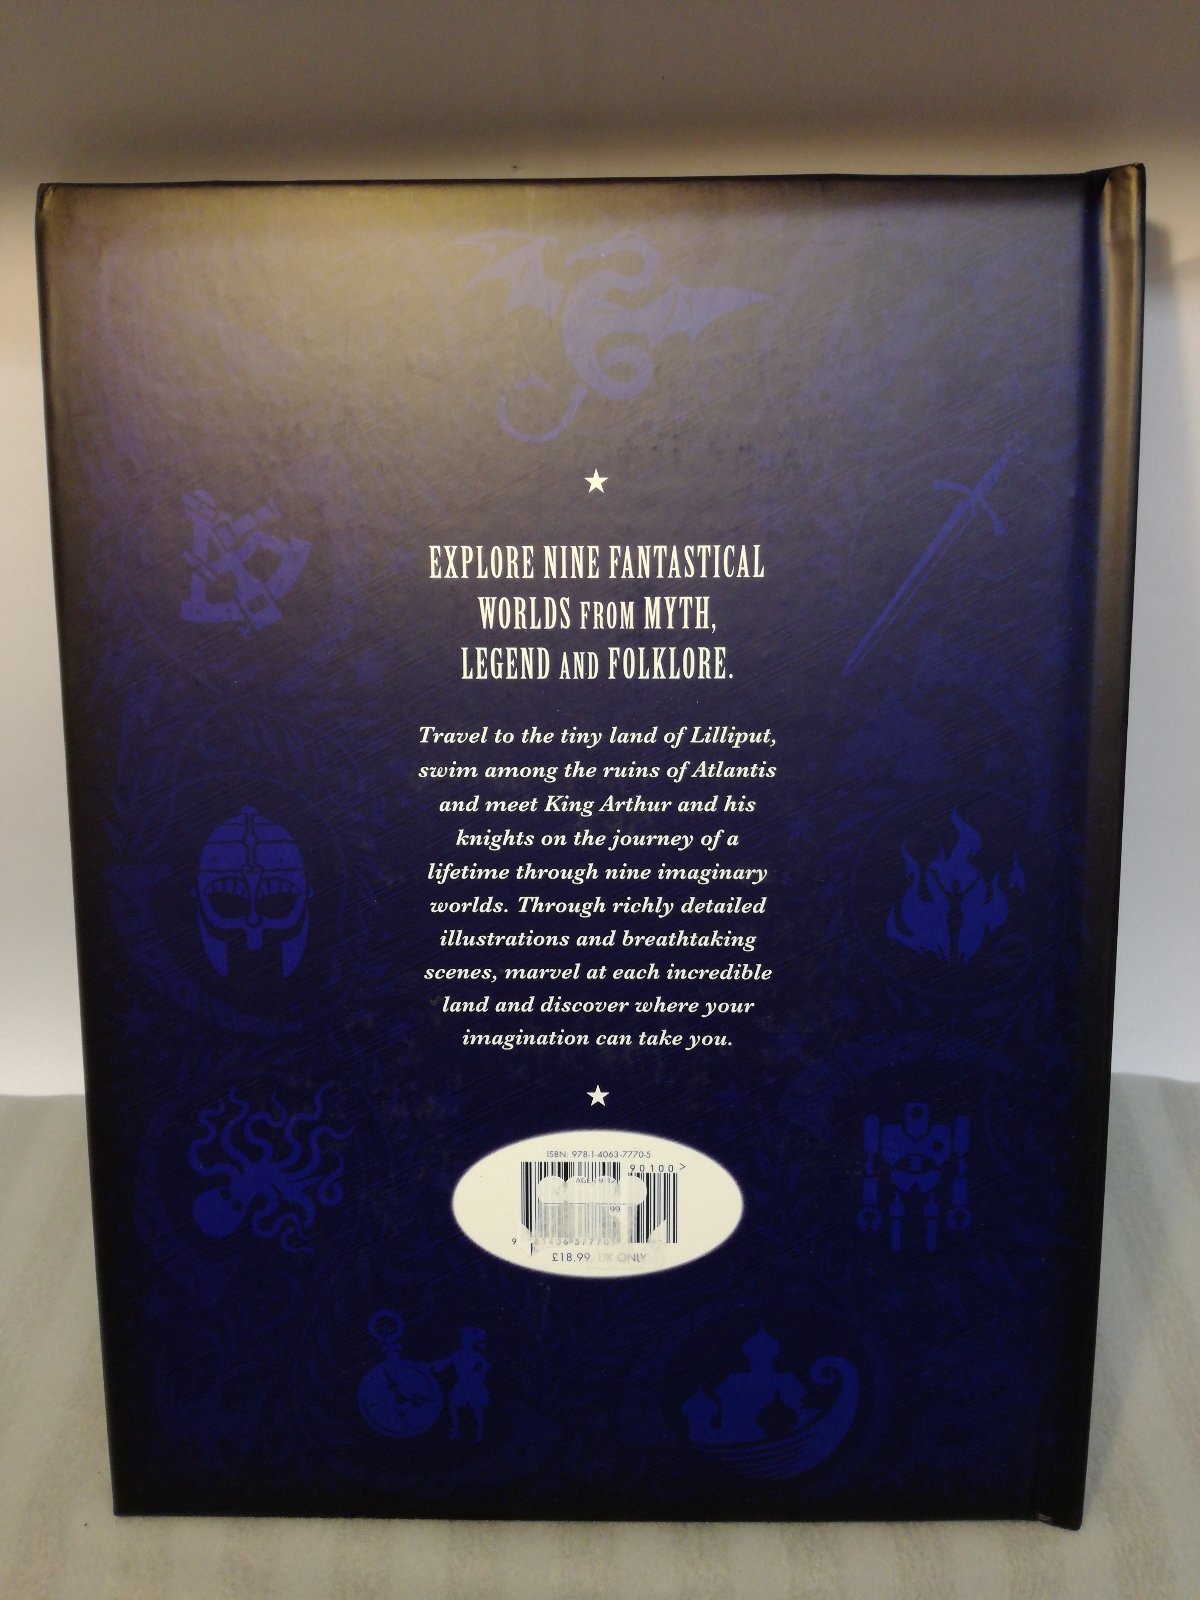 EXPLORE NINE FANTASTICAL
WORLDS FROM MYTH,
LEGEND AND FOLKLORE.
Travel to the tiny land of Lilliput,
swim among the ruins of Atlantis
and meet King Arthur and his
knights on the journey of a
lifetime through nine imaginary
worlds. Through richly detailed
illustrations and breathtaking
scenes, marvel at each incredible
land and discover where your
imagination can take you.
ISBN: 978-1-4063-7770-5
90100>
£18.99 UK ONLY